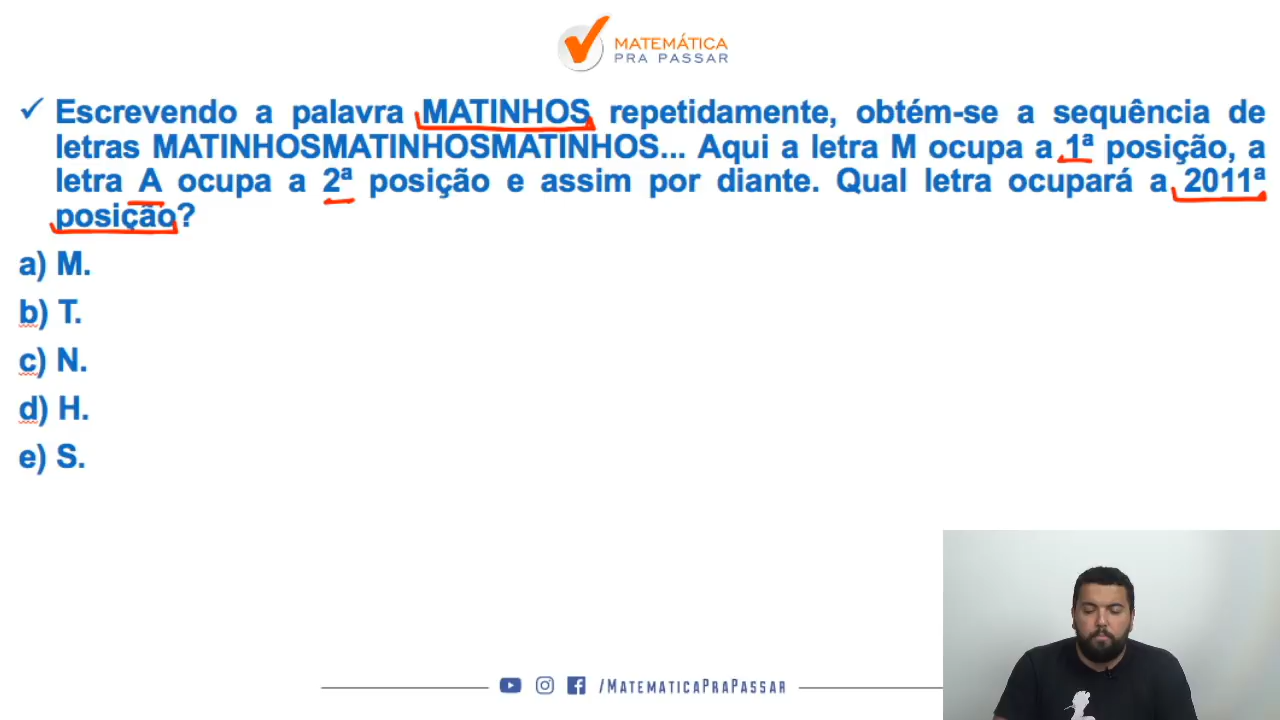 MATEMÁTICA
PRA PASSAR
Escrevendo a palavra MATINHOS repetidamente, obtém-se a sequência de
letras MATINHOSMATINHOSMATINHOS... Aqui a letra M ocupa a 1ª posição, a
letra A ocupa a 2ª posição e assim por diante. Qual letra ocupará a 2011ª
posição?
a) M.
b) T.
c) N.
d) H.
e) S.
/MATEMATICAPRAPASSAR